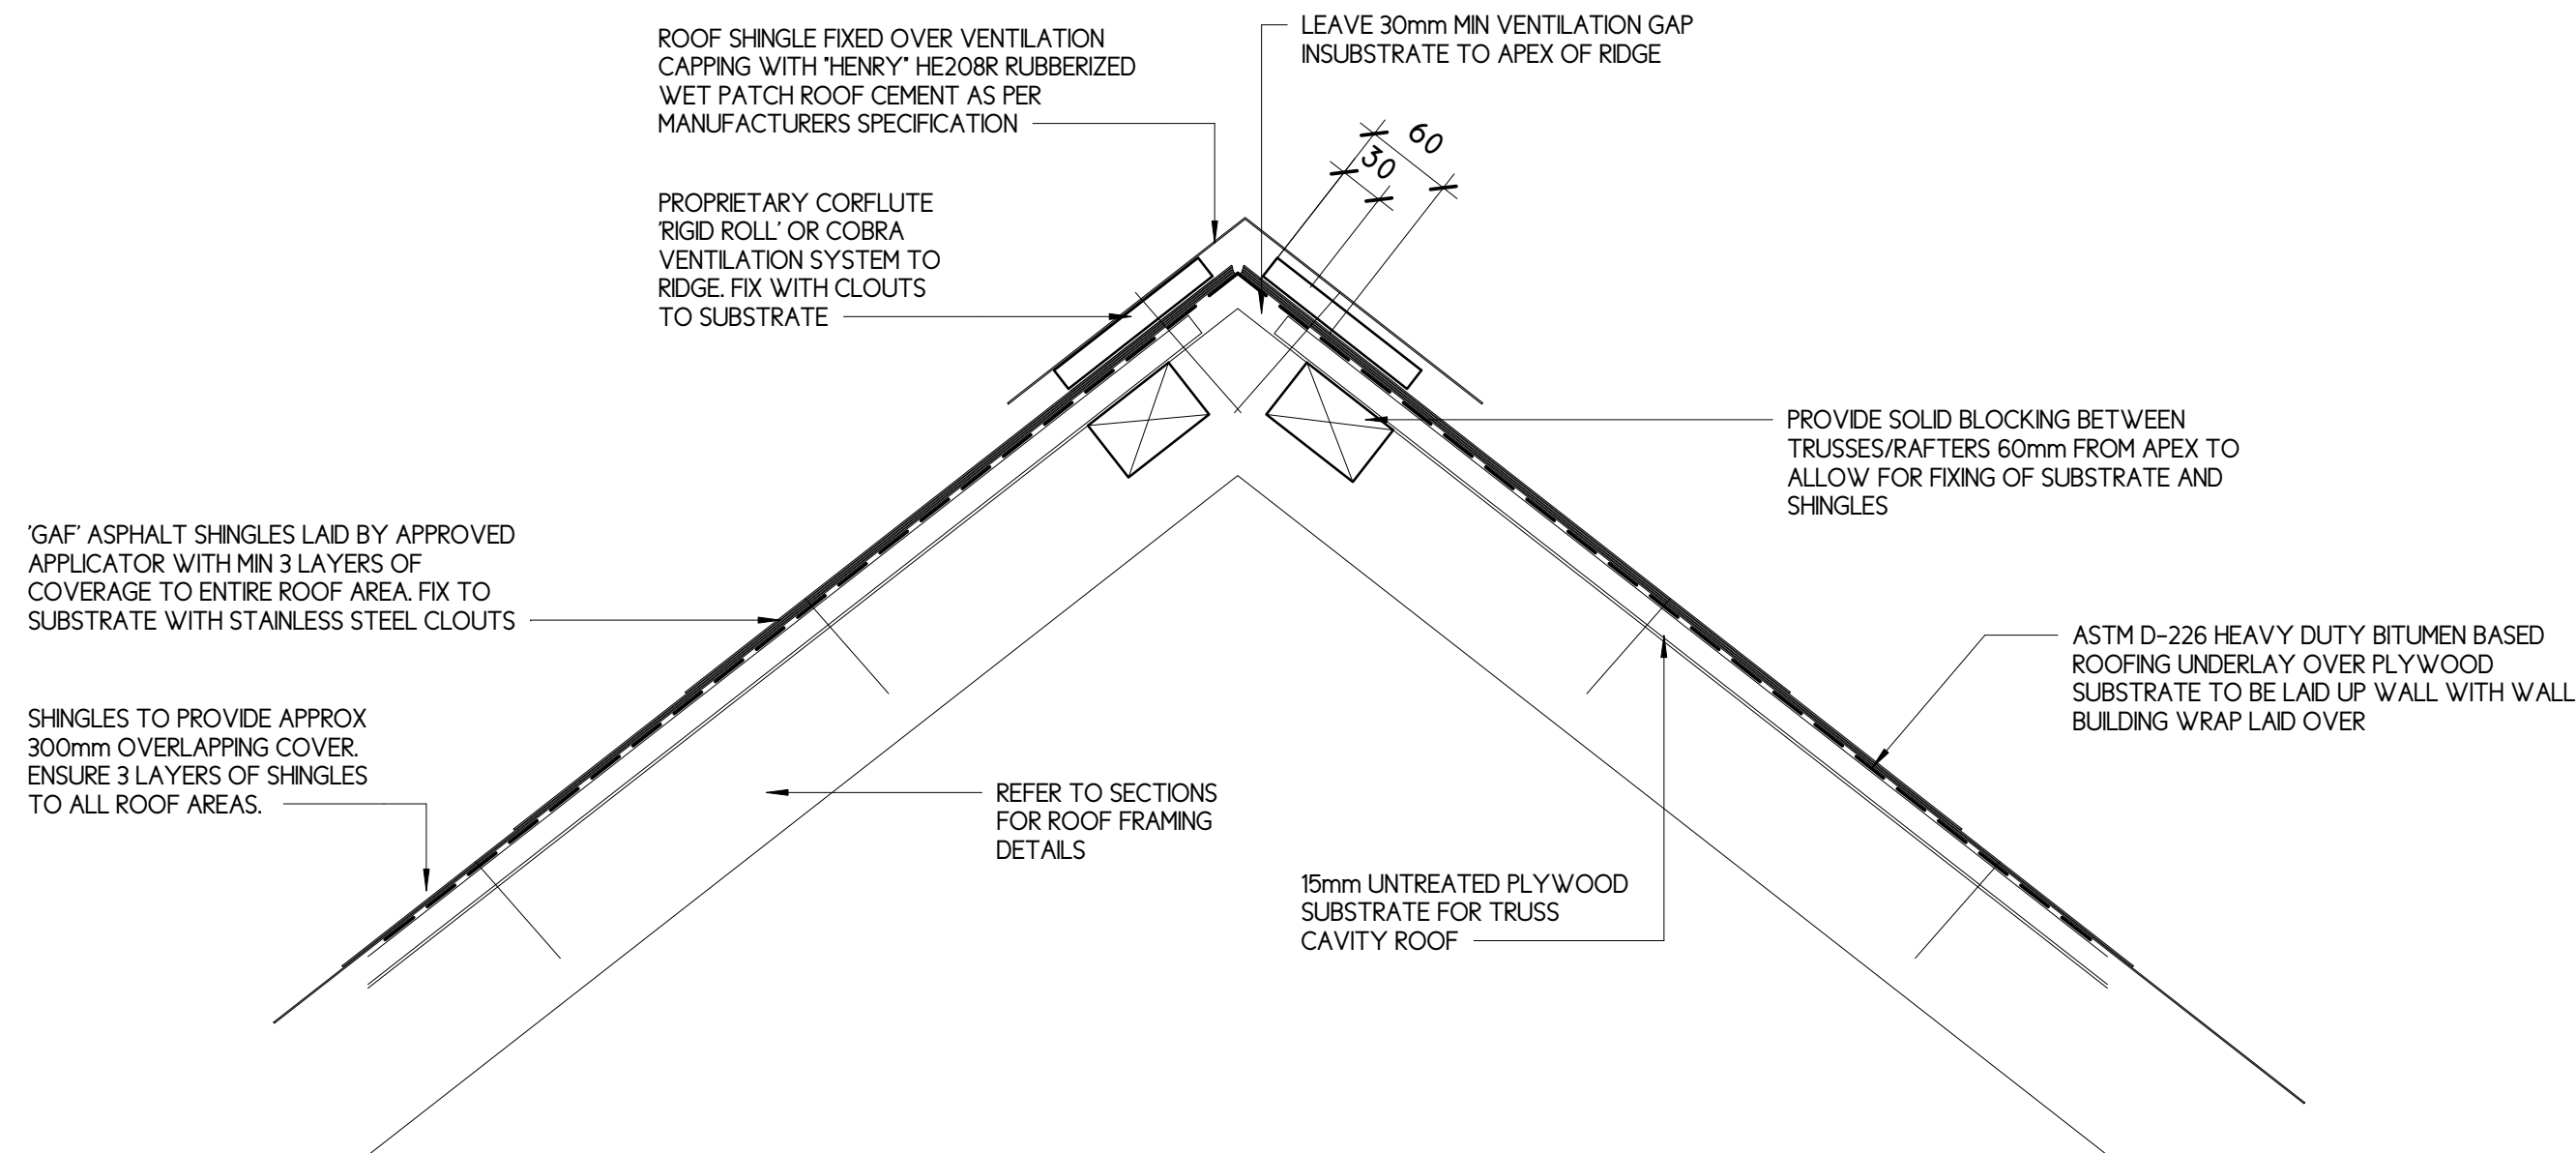 ROOF SHINGLE FIXED OVER VENTILATION
CAPPING WITH "HENRY" HE208R RUBBERIZED
WET PATCH ROOF CEMENT AS PER
MANUFACTURERS SPECIFICATION
LEAVE 30mm MIN VENTILATION GAP
INSUBSTRATE TO APEX OF RIDGE
60
30
PROPRIETARY CORFLUTE
'RIGID ROLL' OR COBRA
VENTILATION SYSTEM TO
RIDGE. FIX WITH CLOUTS
TO SUBSTRATE
PROVIDE SOLID BLOCKING BETWEEN
TRUSSES/RAFTERS 60mm FROM APEX TO
ALLOW FOR FIXING OF SUBSTRATE AND
SHINGLES
'GAF' ASPHALT SHINGLES LAID BY APPROVED
APPLICATOR WITH MIN 3 LAYERS OF
COVERAGE TO ENTIRE ROOF AREA. FIX TO
SUBSTRATE WITH STAINLESS STEEL CLOUTS
ASTM D-226 HEAVY DUTY BITUMEN BASED
ROOFING UNDERLAY OVER PLYWOOD
SUBSTRATE TO BE LAID UP WALL WITH WALL
BUILDING WRAP LAID OVER
SHINGLES TO PROVIDE APPROX
300mm OVERLAPPING COVER.
ENSURE 3 LAYERS OF SHINGLES
TO ALL ROOF AREAS.
REFER TO SECTIONS
FOR ROOF FRAMING
DETAILS
15mm UNTREATED PLYWOOD
SUBSTRATE FOR TRUSS
CAVITY ROOF